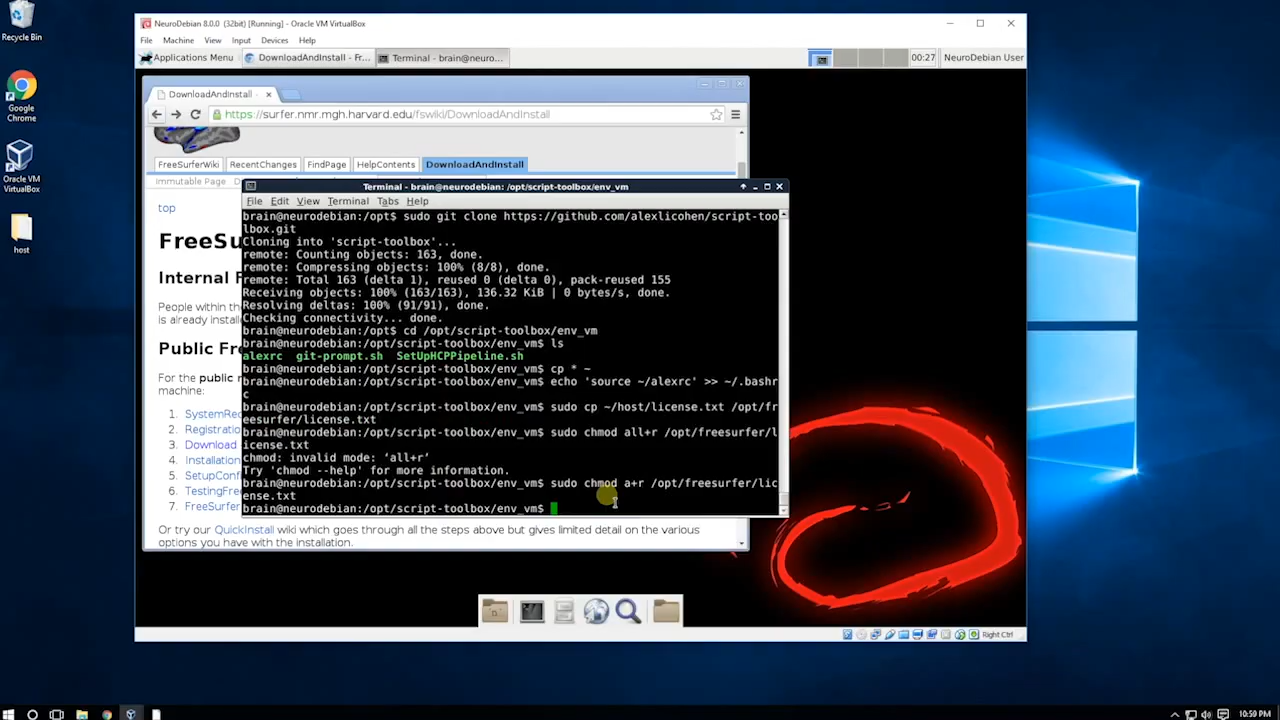 Recycle Bin
Google
Chrome
Oracle VM
VirtualBox
host
NeuroDebian 8.0.0 (32bit) [Running] - Oracle VM VirtualBox
File Machine View Input Devices Help
Applications Menu DownloadAndInstall - Fr... Terminal - brain@neuro... 00:27 NeuroDebian User
DownloadAndInstall -
https://surfer.nmr.mgh.harvard.edu/fswiki/DownloadAndInstall
FreeSurferWiki RecentChanges FindPage HelpContents DownloadAndInstall
Immutable Page
top
FreeSu
Internal F
People within th
is already install
Public Fre
For the public r
machine:
1. SystemReq
2. Registratio
3. Download
4. Installation
5. SetupConf
6. TestingFre
7. FreeSurfer
Or try our QuickInstall wiki which goes through all the steps above but gives limited detail on the various
options you have with the installation.
Terminal - brain@neurodebian: /opt/script-toolbox/env_vm
File Edit View Terminal Tabs Help
brain@neurodebian:/opt$ sudo git clone https://github.com/alexlicohen/script-too
lbox.git
Cloning into 'script-toolbox'...
remote: Counting objects: 163, done.
remote: Compressing objects: 100% (8/8), done.
remote: Total 163 (delta 1), reused 0 (delta 0), pack-reused 155
Receiving objects: 100% (163/163), 136.32 KiB | 0 bytes/s, done.
Resolving deltas: 100% (91/91), done.
Checking connectivity... done.
brain@neurodebian:/opt$ cd /opt/script-toolbox/env_vm
brain@neurodebian:/opt/script-toolbox/env_vm$ ls
alexrc git-prompt.sh SetUpHCPPipeline.sh
brain@neurodebian:/opt/script-toolbox/env_vm$ cp * ~
brain@neurodebian:/opt/script-toolbox/env_vm$ echo 'source ~/alexrc' >> ~/.bashr
c
brain@neurodebian:/opt/script-toolbox/env_vm$ sudo cp ~/host/license.txt /opt/fr
eesurfer/license.txt
brain@neurodebian:/opt/script-toolbox/env_vm$ sudo chmod all+r /opt/freesurfer/l
icense.txt
chmod: invalid mode: ‘all+r’
Try 'chmod --help' for more information.
brain@neurodebian:/opt/script-toolbox/env_vm$ sudo chmod a+r /opt/freesurfer/lic
ense.txt
brain@neurodebian:/opt/script-toolbox/env_vm$
Right Ctrl
10:59 PM